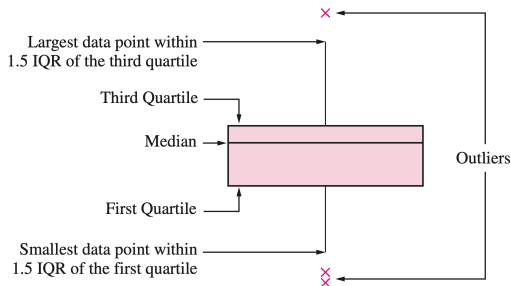 Largest data point within
1.5 IQR of the third quartile
Third Quartile
Median
Outliers
First Quartile
Smallest data point within
1.5 IQR of the first quartile